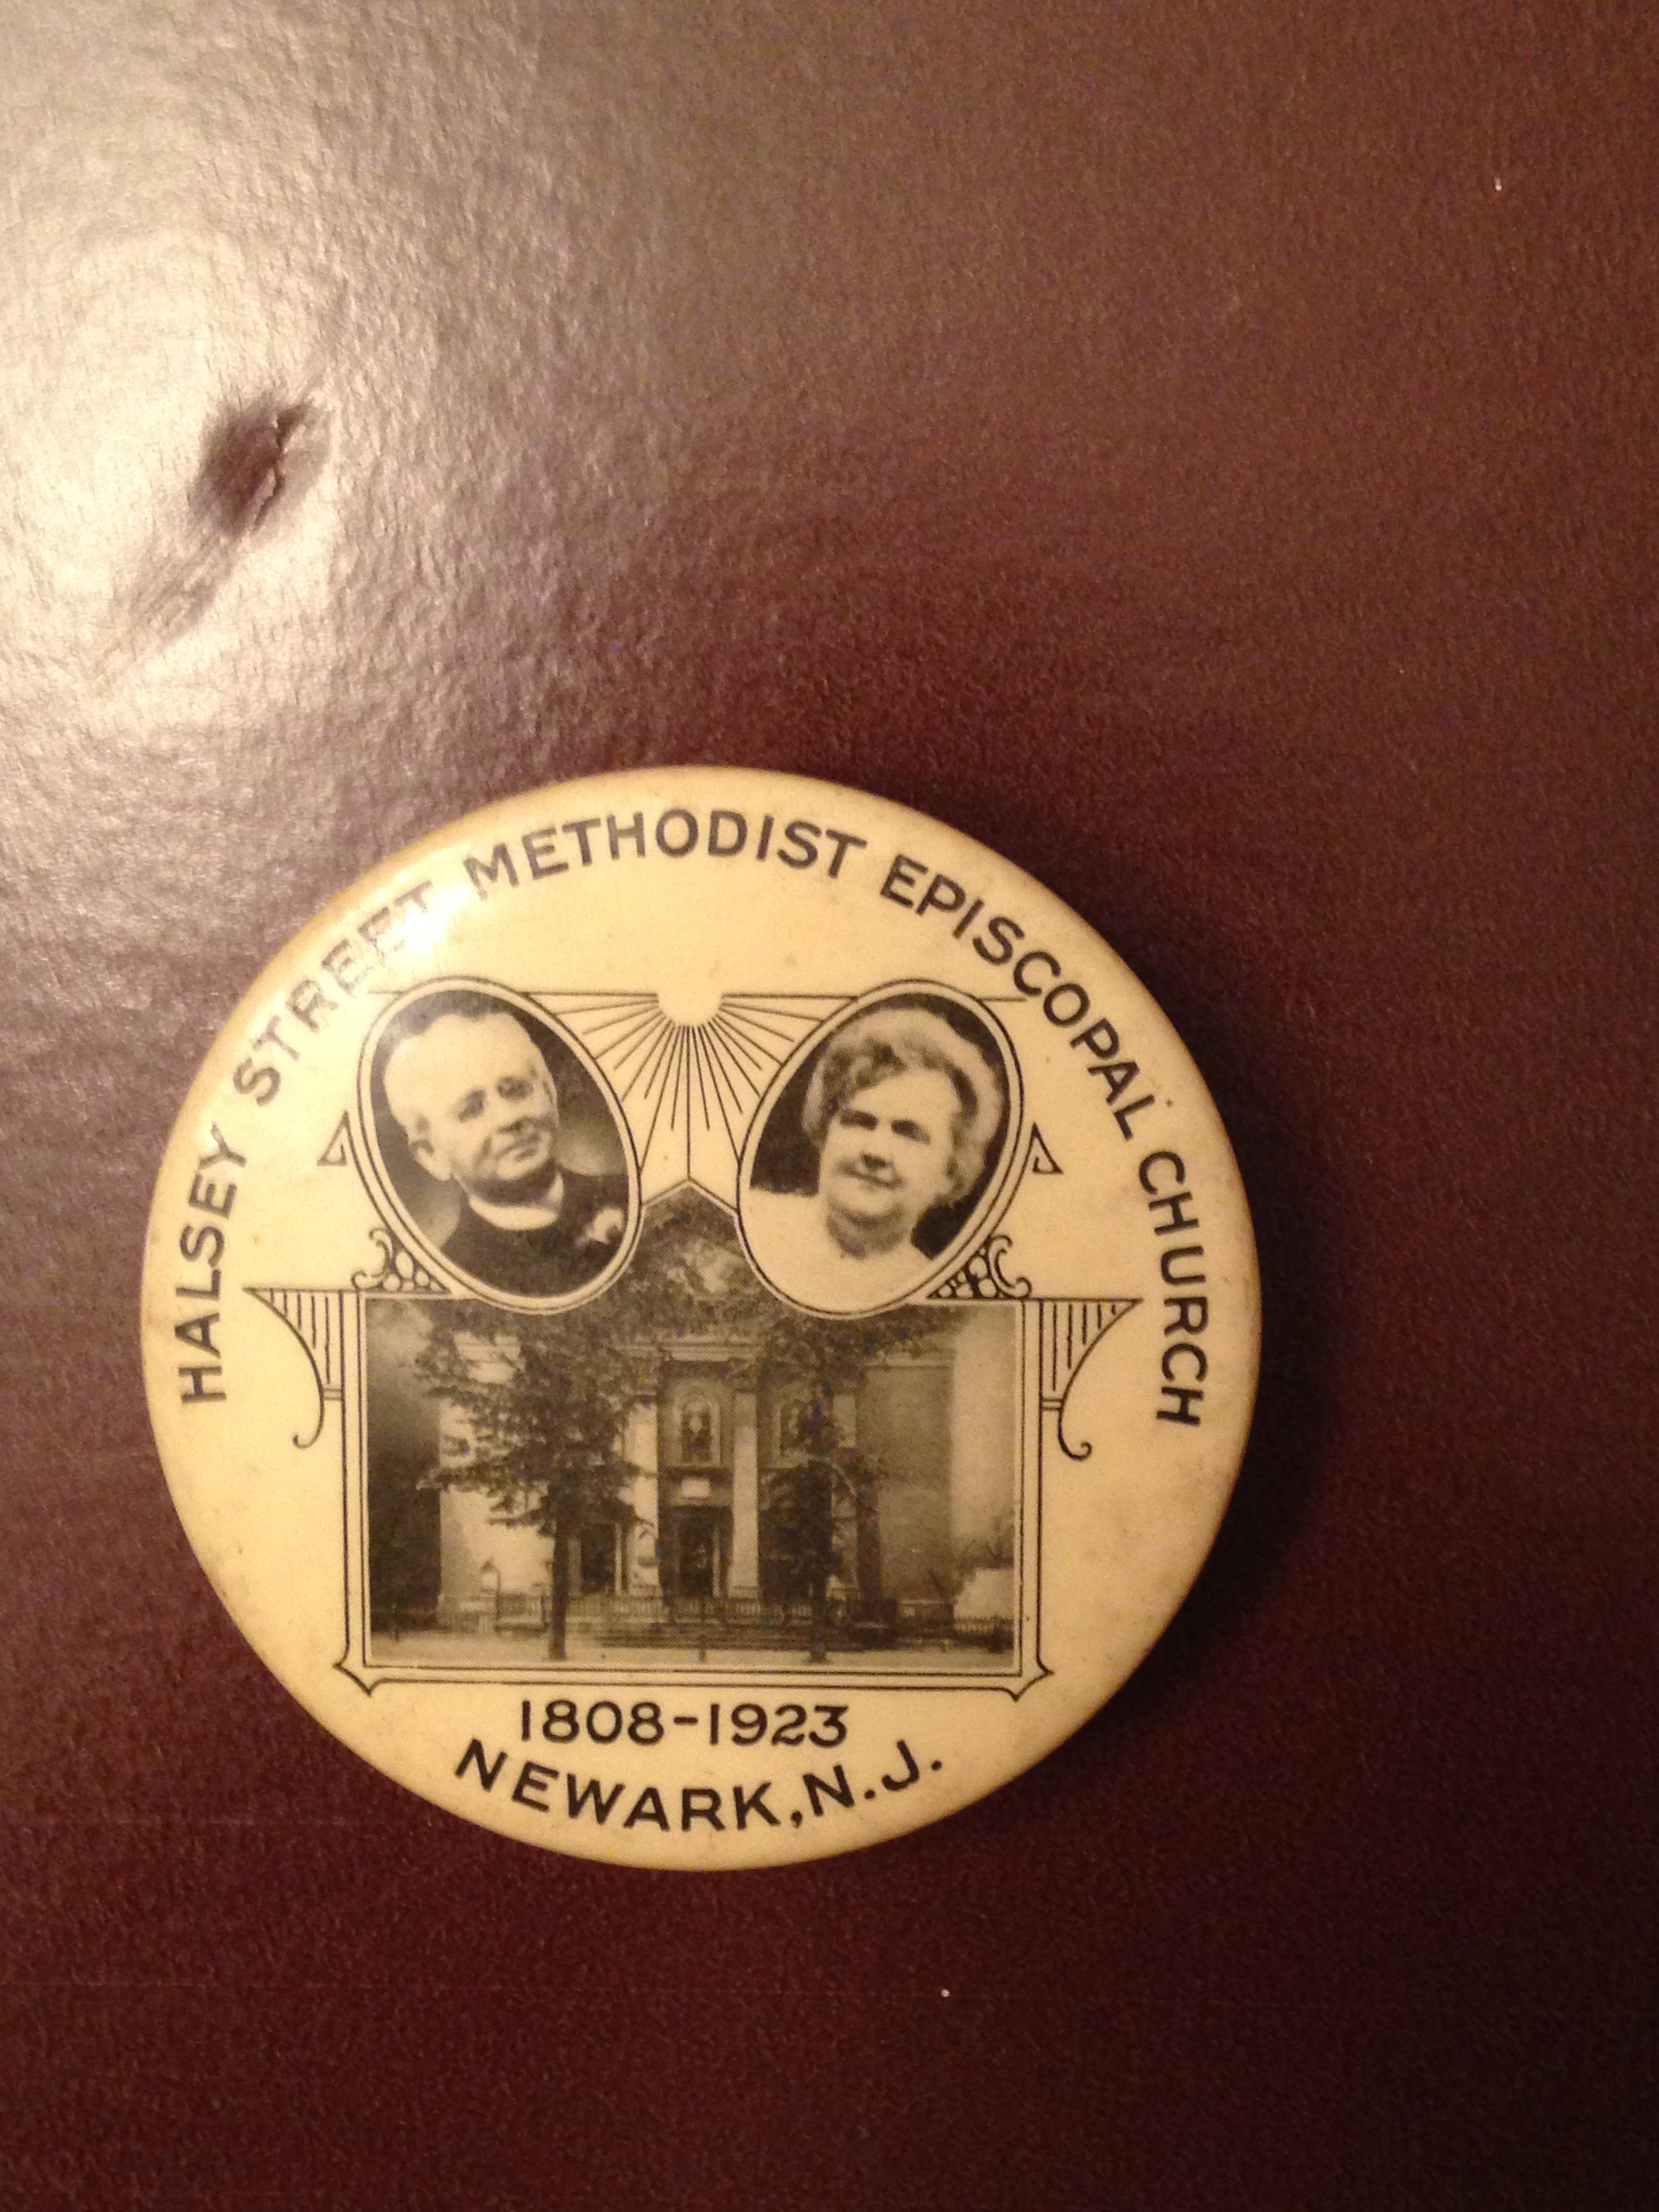 HALSEY STREET METHODIST EPISCOPAL CHURCH
1808-1923
NEWARK, N.J.